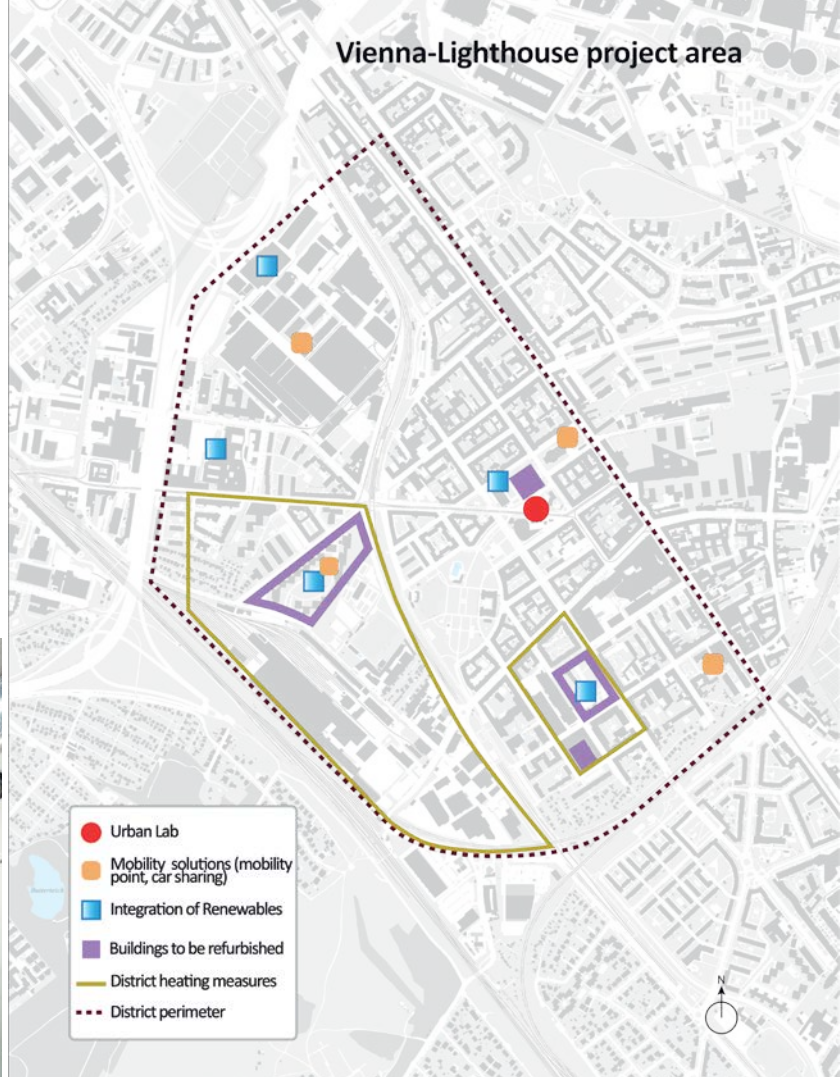 Vienna-Lighthouse project area
Urban Lab
Mobility solutions (mobility
point, car sharing)
Integration of Renewables
Buildings to be refurbished
District heating measures
District perimeter
N